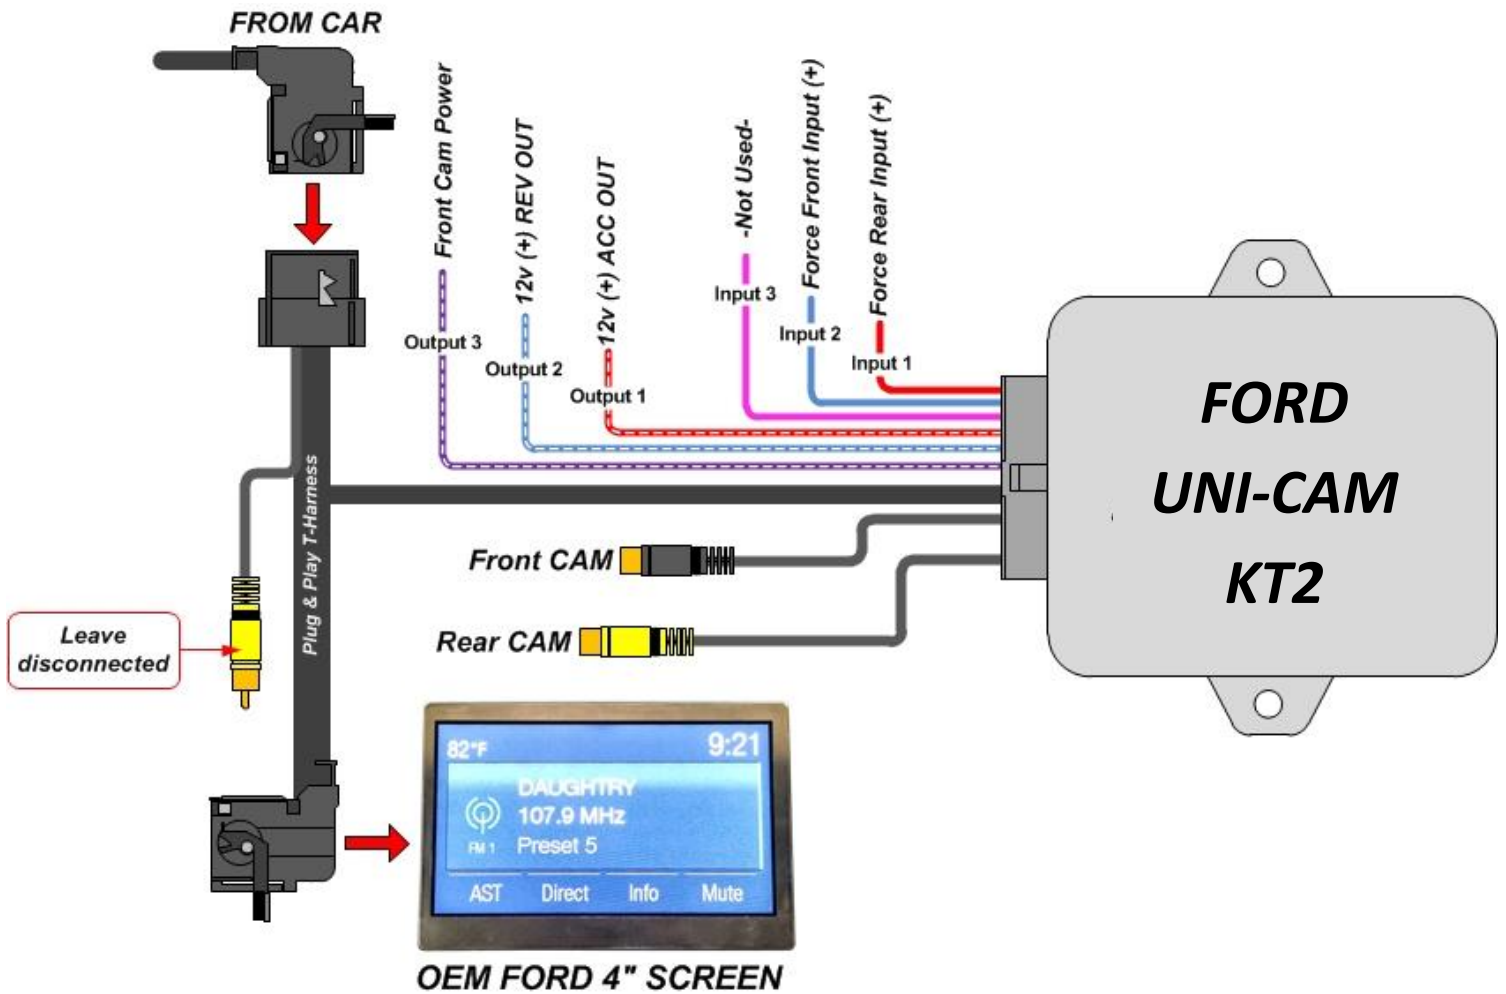 FROM CAR
Front Cam Power
12v (+) REV OUT
12v (+) ACC OUT
-Not Used-
Force Front Input (+)
Force Rear Input (+)
Output 3
Output 2
Output 1
Input 3
Input 2
Input 1
FORD
UNI-CAM
KT2
Plug & Play T-Harness
Front CAM
Rear CAM
Leave
disconnected
82°F
9:21
DAUGHTRY
107.9 MHz
FM 1
Preset 5
AST
Direct
Info
Mute
OEM FORD 4" SCREEN